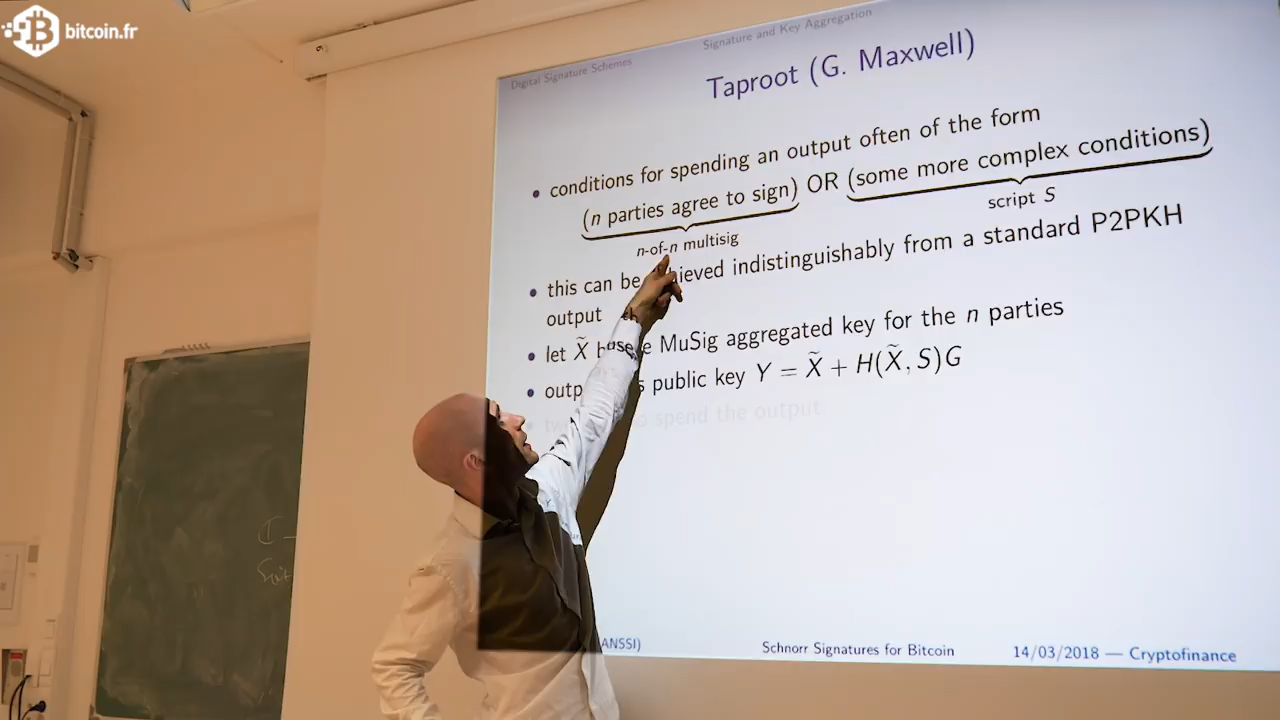 bitcoin.fr
Digital Signature Schemes
Signature and Key Aggregation
Taproot (G. Maxwell)
• conditions for spending an output often of the form
(n parties agree to sign) OR (some more complex conditions)
n-of-n multisig
script S
• this can be achieved indistinguishably from a standard P2PKH
output
• let X̃ be MuSig aggregated key for the n parties
• public key Y = X̃ + H(X̃, S)G
to spend the output
(ANSSI)
Schnorr Signatures for Bitcoin
14/03/2018 — Cryptofinance